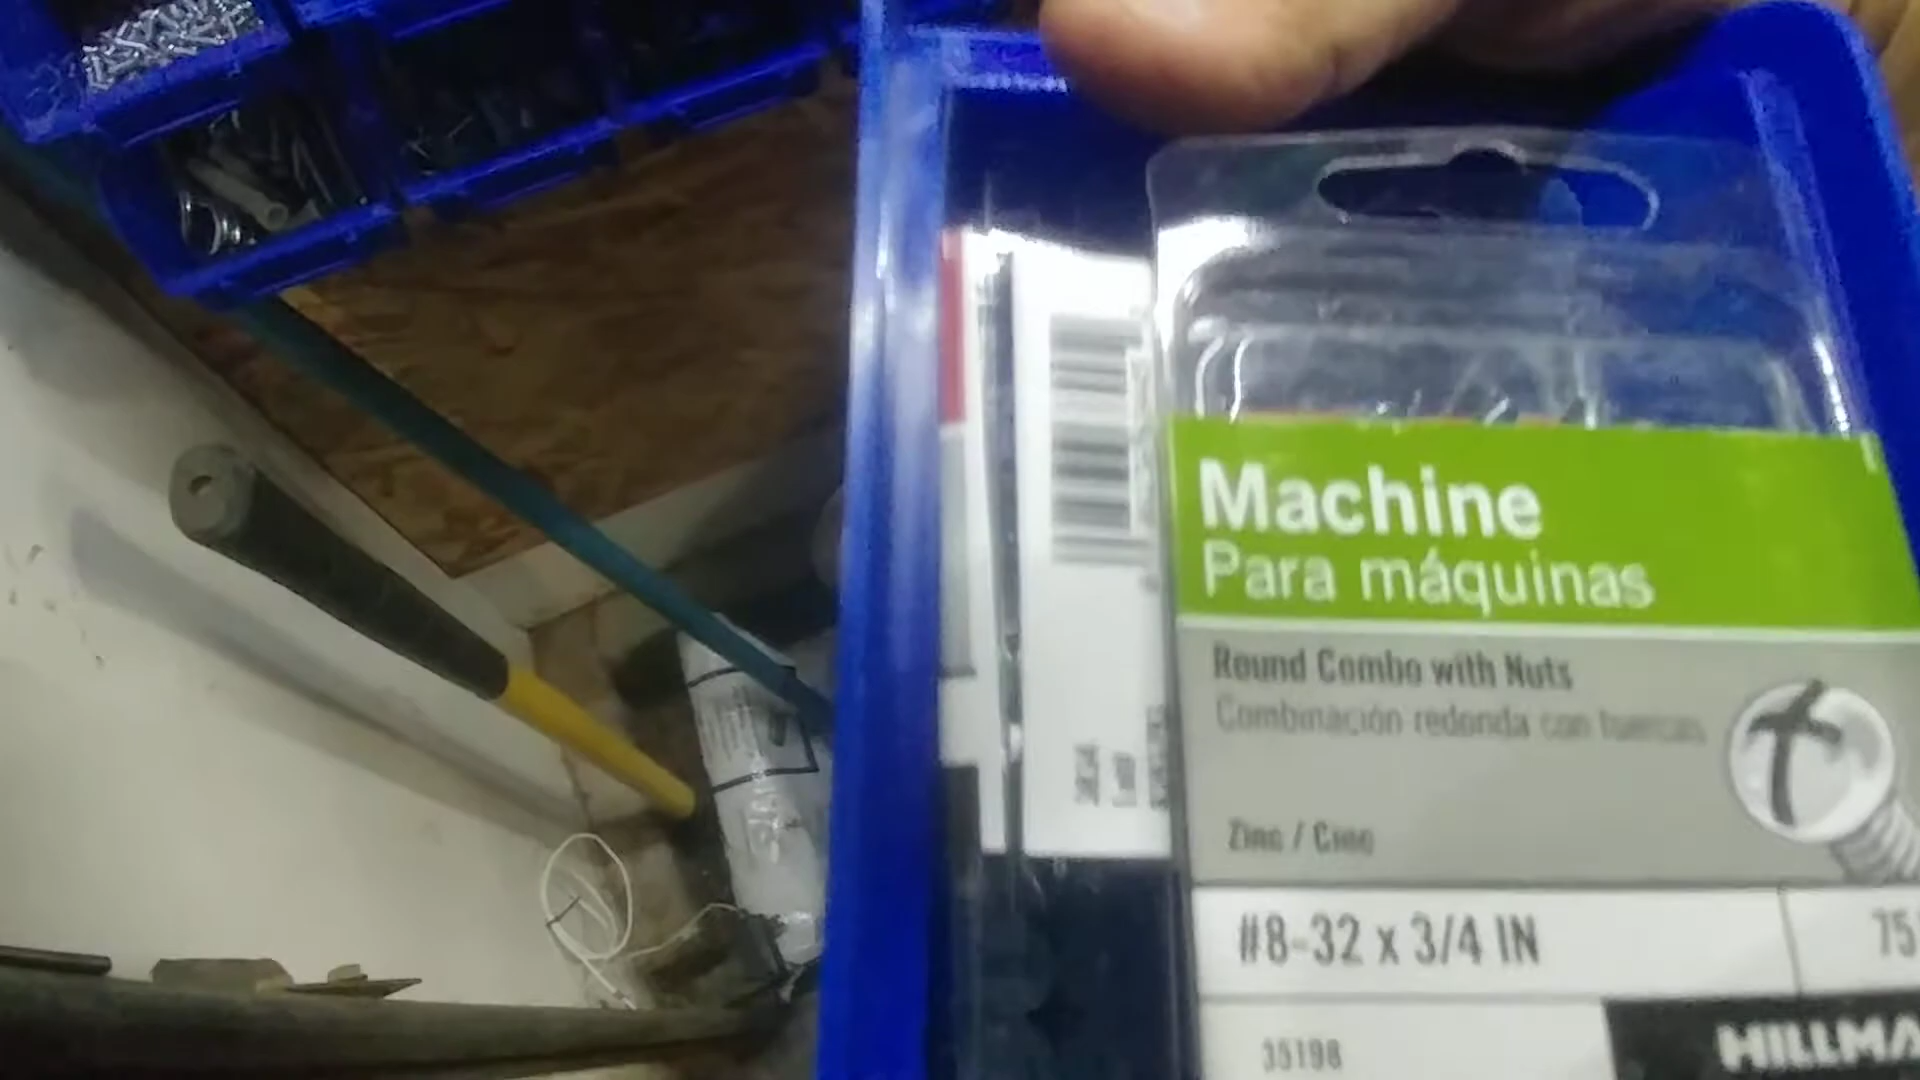 Machine
Para máquinas
Round Combo with Nuts
Combinación redonda con tuercas
Zinc / Cinc
#8-32 x 3/4 IN
75
35198
HILLMA